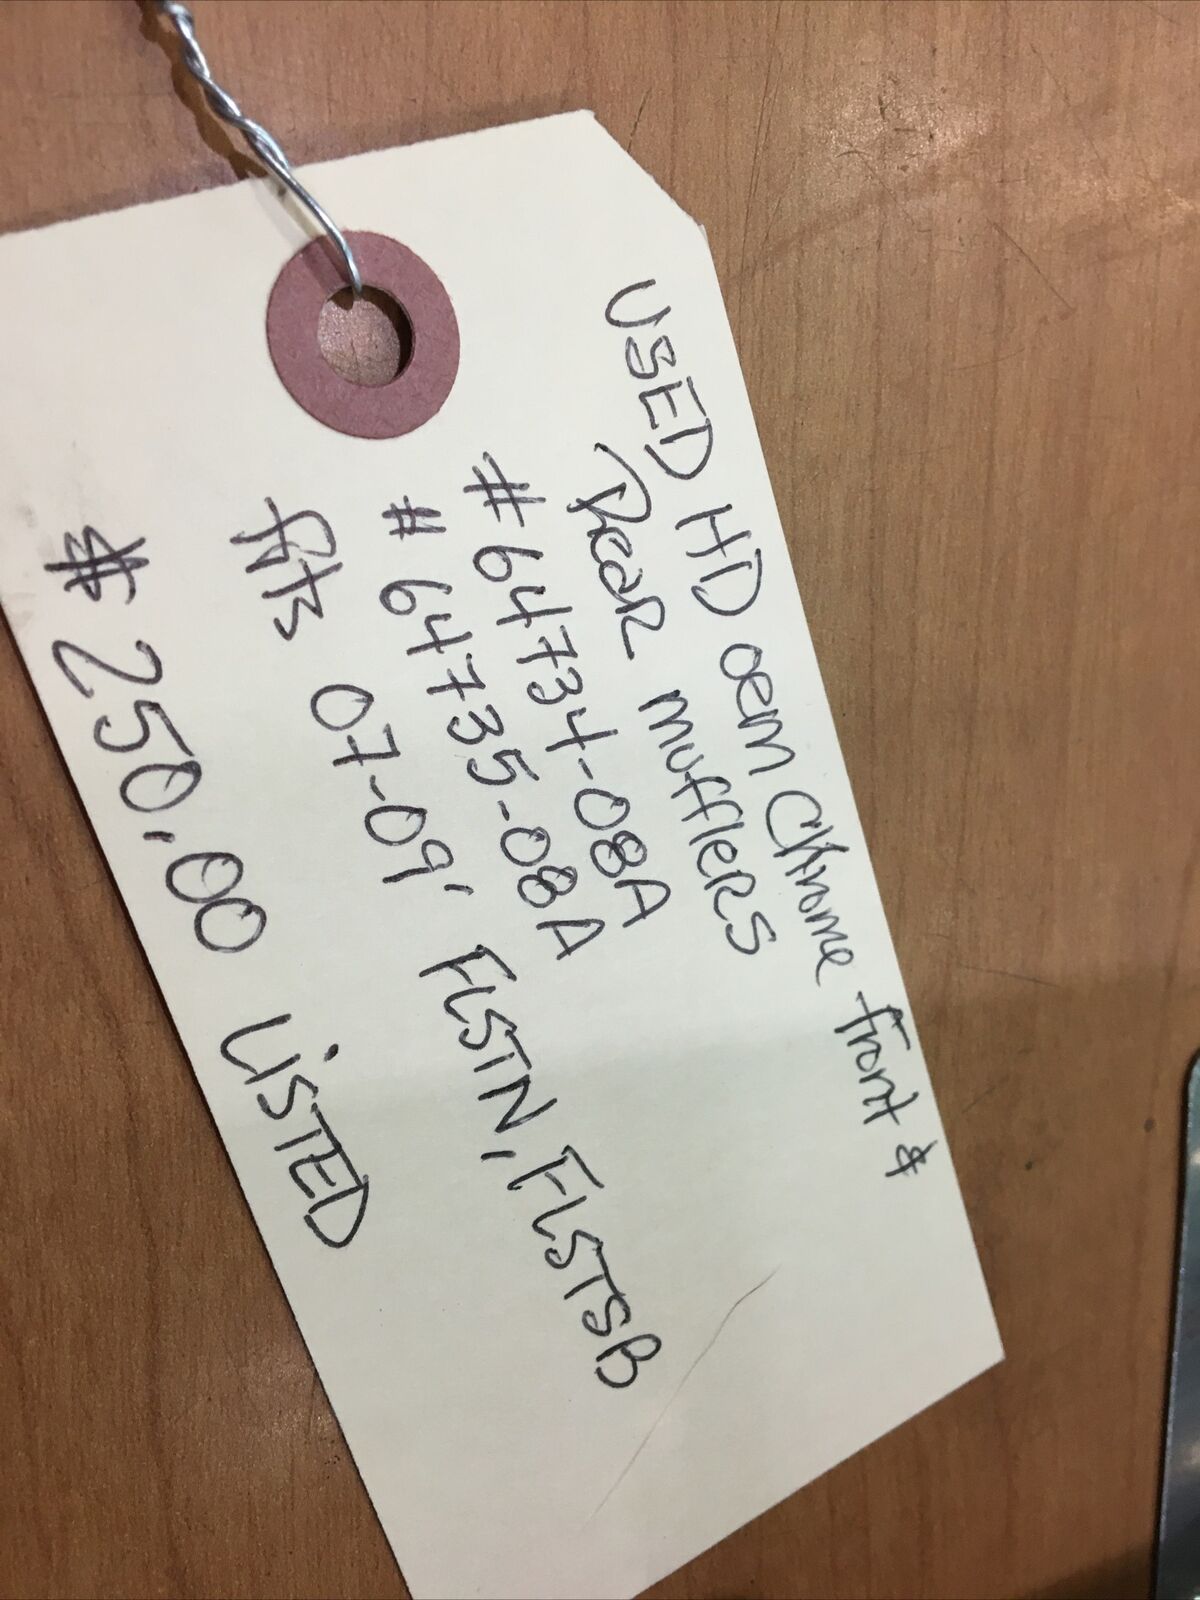 USED HD oem Chrome front &
Rear mufflers
# 64734-08A
# 64735-08A
fits 07-09' FLSTN, FLSTSB
$ 250.00 LiSTED